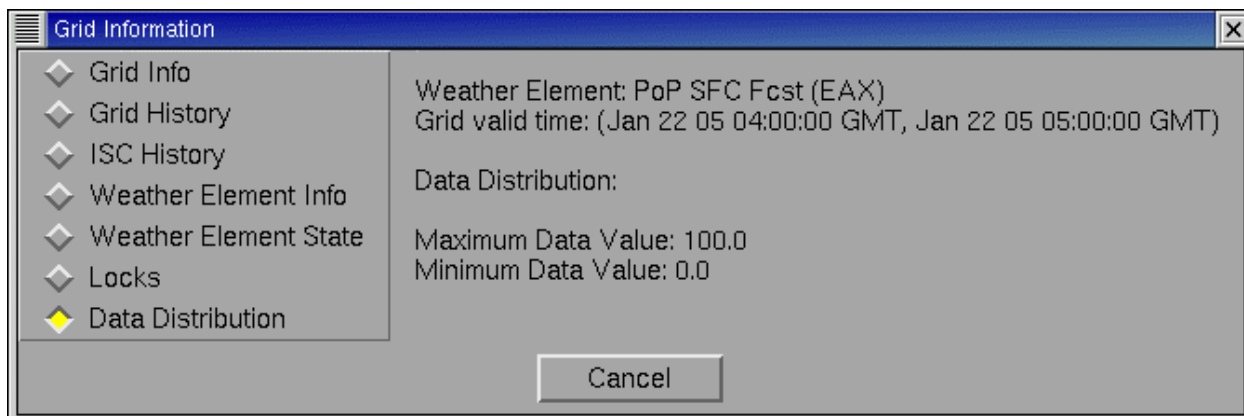 Grid Information
Grid Info
Grid History
ISC History
Weather Element Info
Weather Element State
Locks
Data Distribution
Weather Element: PoP SFC Fcst (EAX)
Grid valid time: (Jan 22 05 04:00:00 GMT, Jan 22 05 05:00:00 GMT)
Data Distribution:
Maximum Data Value: 100.0
Minimum Data Value: 0.0
Cancel